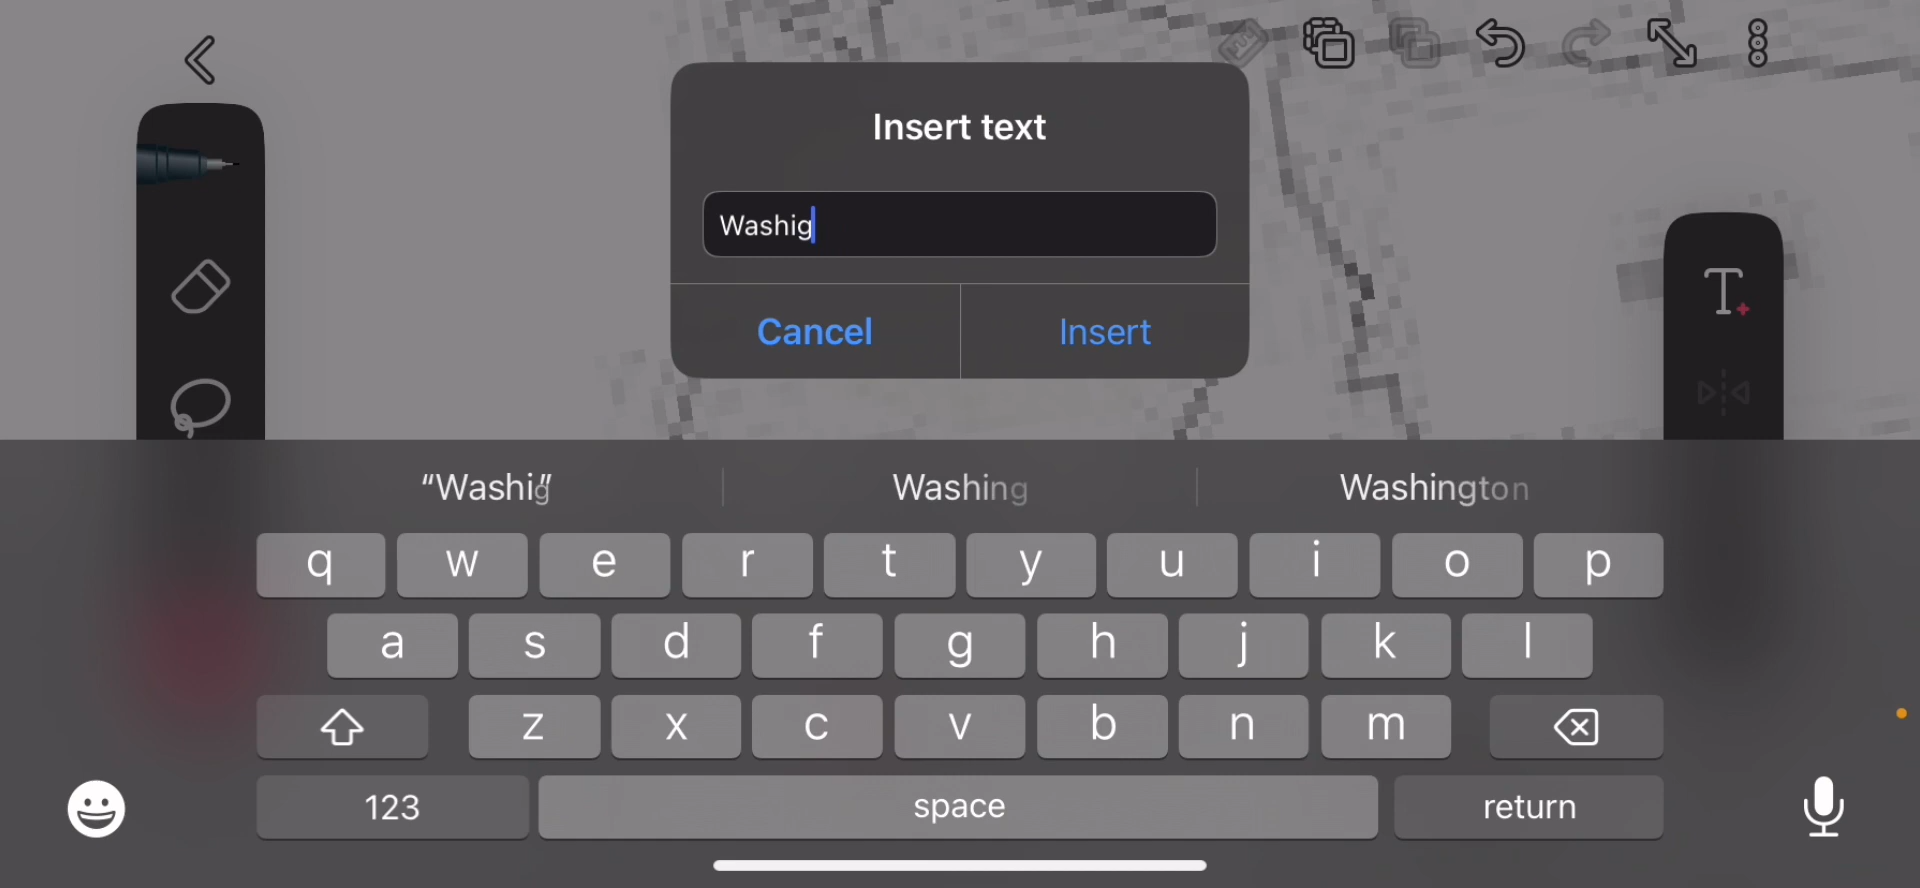 Insert text
Washig
Cancel Insert
“Washig” Washing Washington
q w e r t y u i o p
a s d f g h j k l
z x c v b n m
123 space return